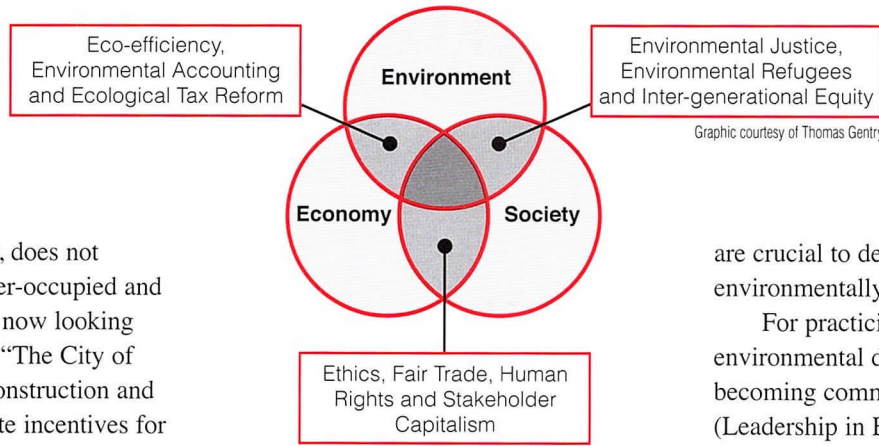 Eco-efficiency,
Environmental Accounting
and Ecological Tax Reform
Environment
Environmental Justice,
Environmental Refugees
and Inter-generational Equity
Graphic courtesy of Thomas Gentry
Economy
Society
Ethics, Fair Trade, Human
Rights and Stakeholder
Capitalism
, does not
er-occupied and
now looking
“The City of
onstruction and
te incentives for
are crucial to de
environmentally
For practici
environmental d
becoming comm
(Leadership in E